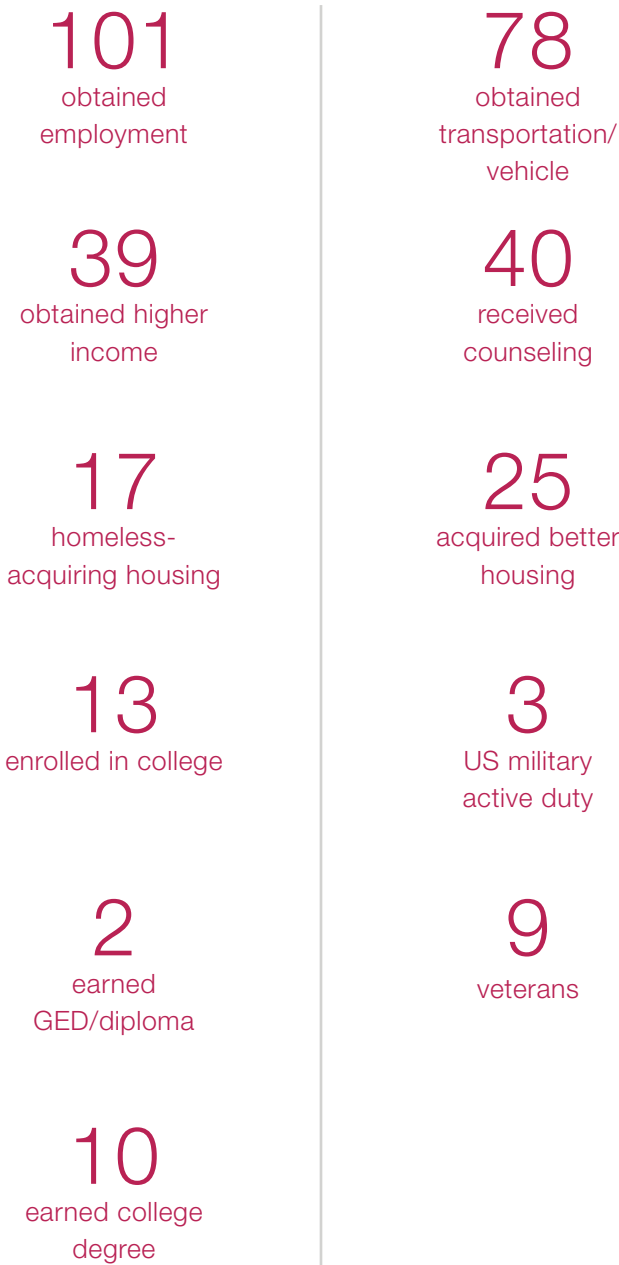 101
obtained
employment
39
obtained higher
income
17
homeless-
acquiring housing
13
enrolled in college
2
earned
GED/diploma
10
earned college
degree
78
obtained
transportation/
vehicle
40
received
counseling
25
acquired better
housing
3
US military
active duty
9
veterans